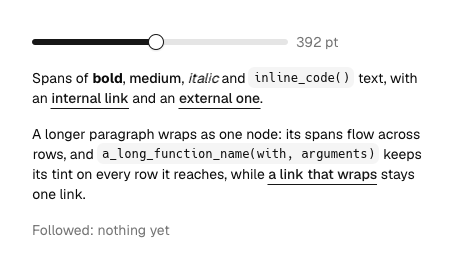 392 pt
Spans of bold, medium, italic and inline_code() text, with
an internal link and an external one.
A longer paragraph wraps as one node: its spans flow across
rows, and a_long_function_name(with, arguments) keeps
its tint on every row it reaches, while a link that wraps stays
one link.
Followed: nothing yet